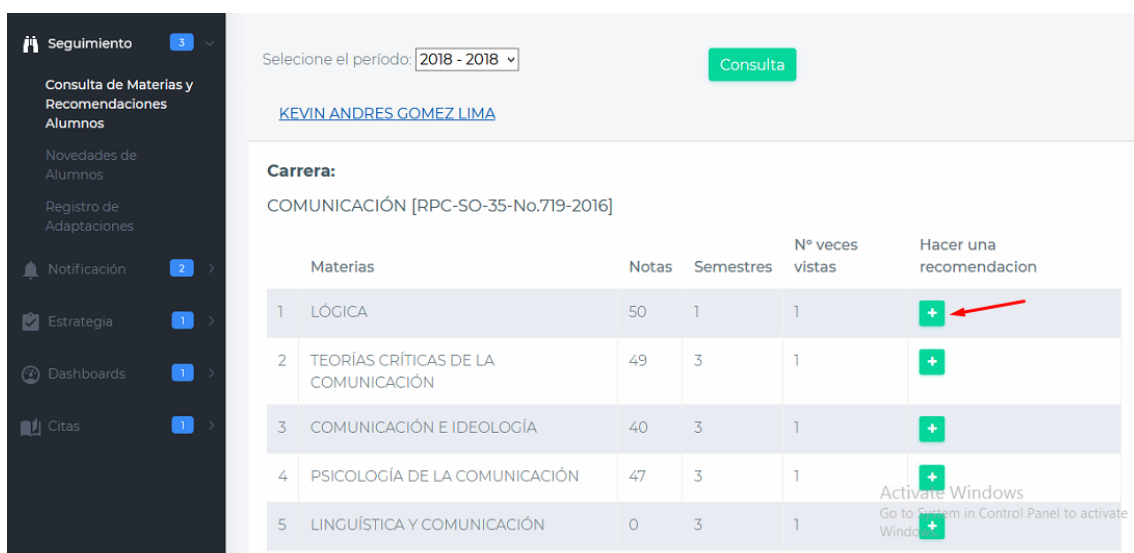 Seguimiento 3
Consulta de Materias y
Recomendaciones
Alumnos
Novedades de
Alumnos
Registro de
Adaptaciones
Notificación 2
Estrategia 1
Dashboards 1
Citas 1
Selecione el período: 2018 - 2018
Consulta
KEVIN ANDRES GOMEZ LIMA
Carrera:
COMUNICACIÓN [RPC-SO-35-No.719-2016]
Materias Notas Semestres N° veces vistas Hacer una recomendacion
1 LÓGICA 50 1 1 +
2 TEORÍAS CRÍTICAS DE LA COMUNICACIÓN 49 3 1 +
3 COMUNICACIÓN E IDEOLOGÍA 40 3 1 +
4 PSICOLOGÍA DE LA COMUNICACIÓN 47 3 1 +
5 LINGUÍSTICA Y COMUNICACIÓN 0 3 1 +
Activate Windows
Go to System in Control Panel to activate